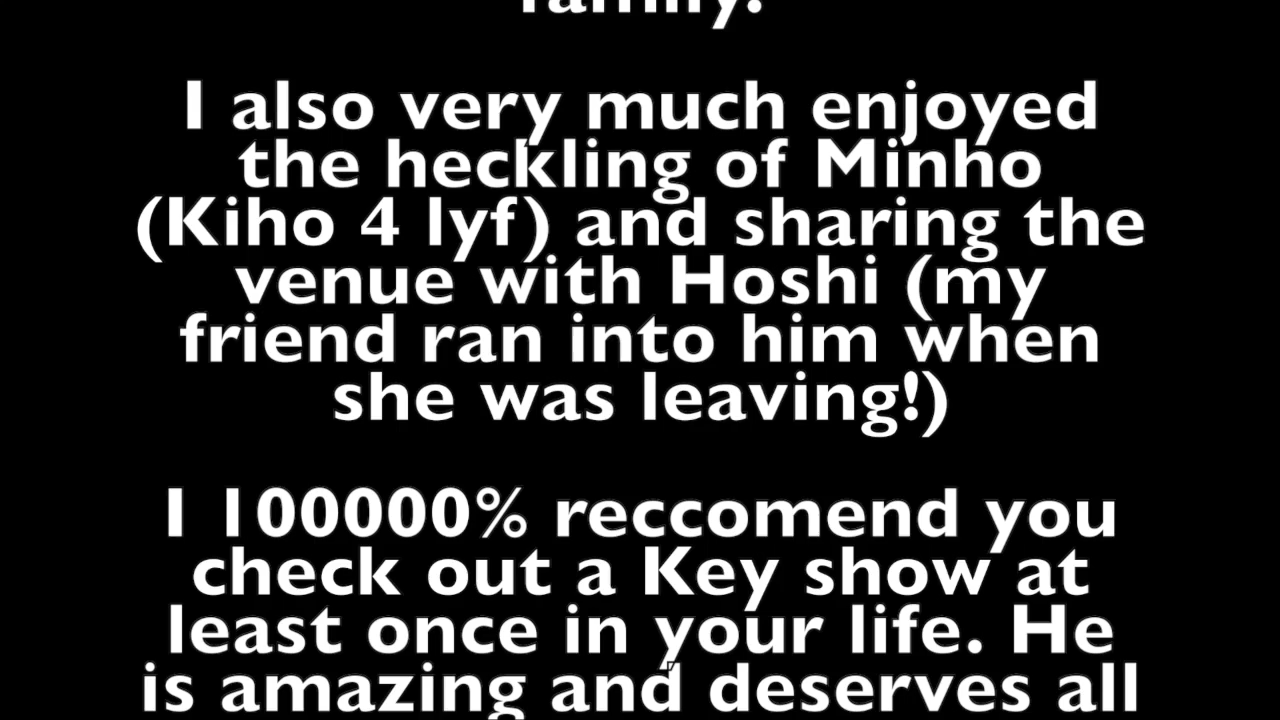 family.
I also very much enjoyed
the heckling of Minho
(Kiho 4 lyf) and sharing the
venue with Hoshi (my
friend ran into him when
she was leaving!)
I 100000% reccomend you
check out a Key show at
least once in your life. He
is amazing and deserves all